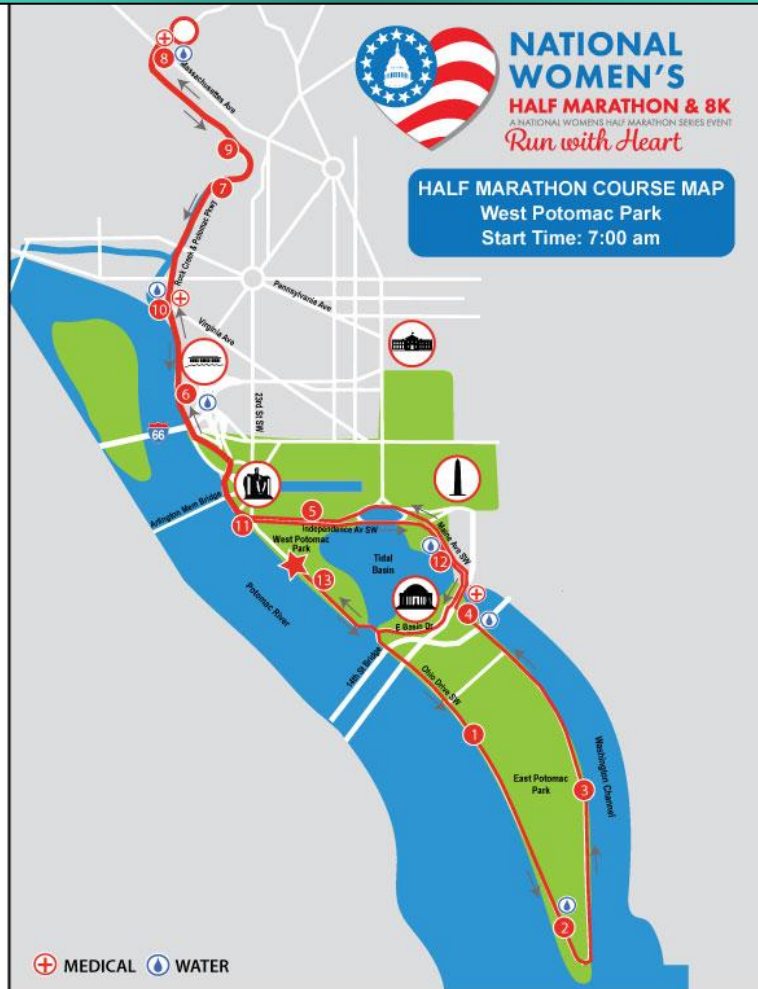 NATIONAL
WOMEN'S
HALF MARATHON & 8K
A NATIONAL WOMENS HALF MARATHON SERIES EVENT
Run with Heart
HALF MARATHON COURSE MAP
West Potomac Park
Start Time: 7:00 am
8
Massachusettes Ave
9
7
Rock Creek & Potomac Pkwy
10
Pennsylvania Ave
Virginia Ave
6
23rd St SW
66
Arlington Mem Bridge
11
5
Independence Av SW
West Potomac
Park
13
Tidal
Basin
Maine Ave SW
12
4
E Basin Dr
Potomac River
14th St Bridge
Ohio Drive SW
1
East Potomac
Park
Washington Channel
3
2
MEDICAL
WATER